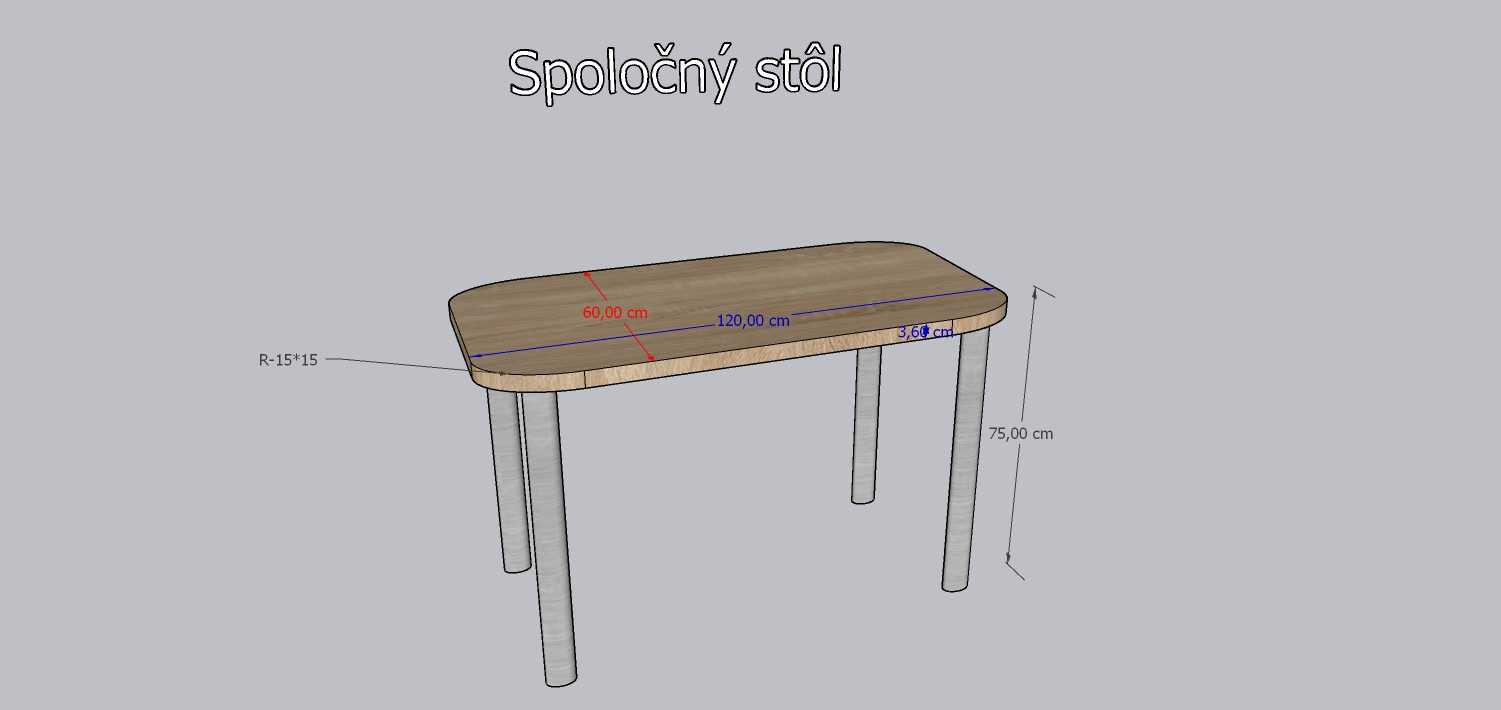 Spoločný stôl
60,00 cm
120,00 cm
3,60 cm
R-15*15
75,00 cm